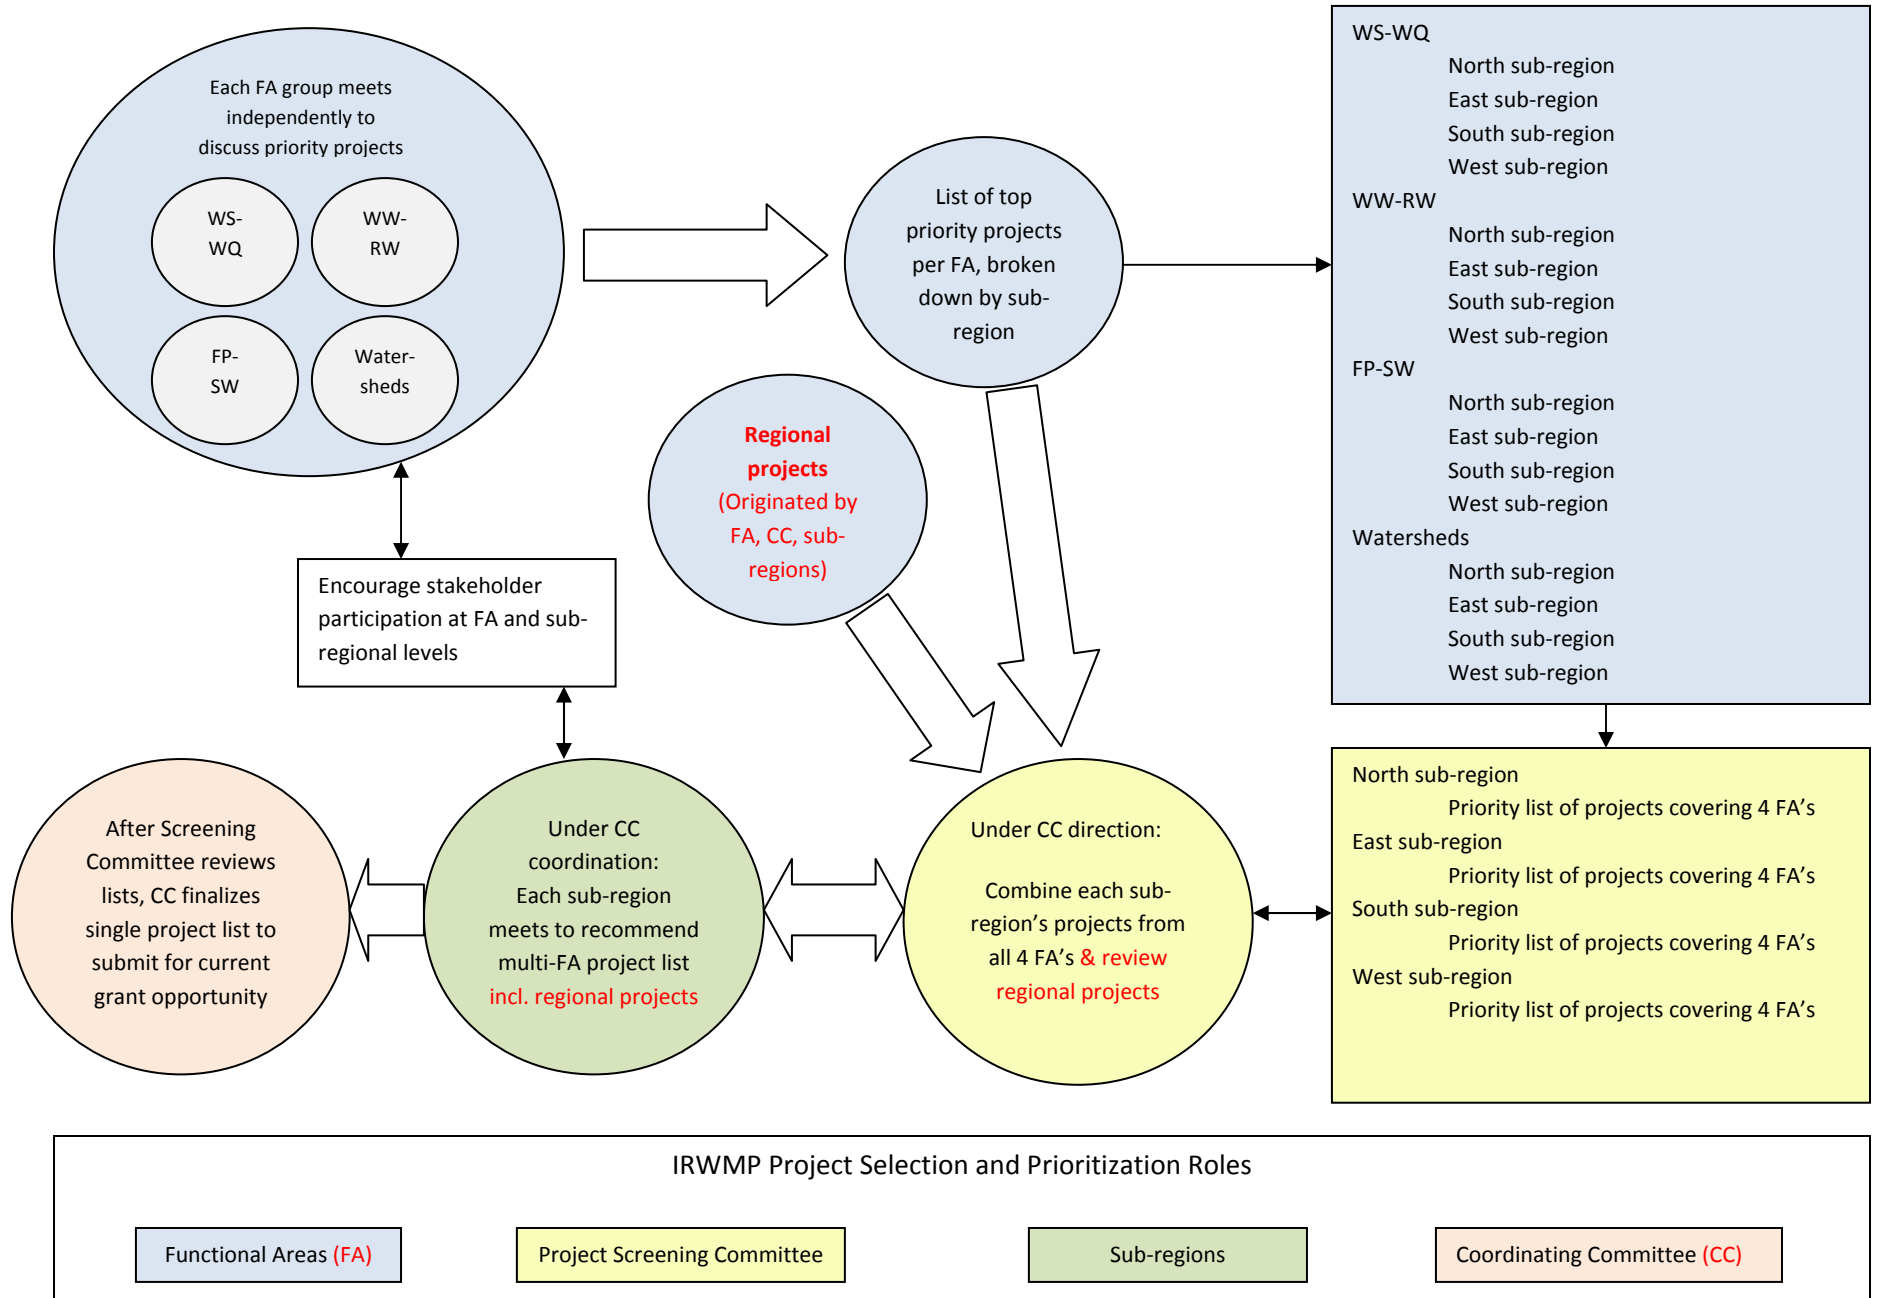 Each FA group meets
independently to
discuss priority projects
WS-
WQ
WW-
RW
FP-
SW
Water-
sheds
List of top
priority projects
per FA, broken
down by sub-
region
WS-WQ
North sub-region
East sub-region
South sub-region
West sub-region
WW-RW
North sub-region
East sub-region
South sub-region
West sub-region
FP-SW
North sub-region
East sub-region
South sub-region
West sub-region
Watersheds
North sub-region
East sub-region
South sub-region
West sub-region
Regional
projects
(Originated by
FA, CC, sub-
regions)
Encourage stakeholder
participation at FA and sub-
regional levels
After Screening
Committee reviews
lists, CC finalizes
single project list to
submit for current
grant opportunity
Under CC
coordination:
Each sub-region
meets to recommend
multi-FA project list
incl. regional projects
Under CC direction:
Combine each sub-
region’s projects from
all 4 FA’s & review
regional projects
North sub-region
Priority list of projects covering 4 FA’s
East sub-region
Priority list of projects covering 4 FA’s
South sub-region
Priority list of projects covering 4 FA’s
West sub-region
Priority list of projects covering 4 FA’s
IRWMP Project Selection and Prioritization Roles
Functional Areas (FA)
Project Screening Committee
Sub-regions
Coordinating Committee (CC)